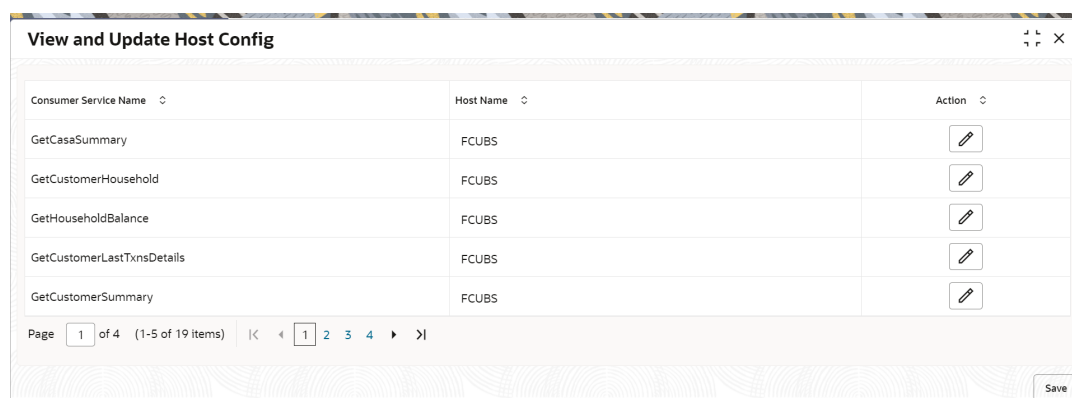 View and Update Host Config
Consumer Service Name Host Name Action
GetCasaSummary FCUBS
GetCustomerHousehold FCUBS
GetHouseholdBalance FCUBS
GetCustomerLastTxnsDetails FCUBS
GetCustomerSummary FCUBS
Page 1 of 4 (1-5 of 19 items) 1 2 3 4
Save